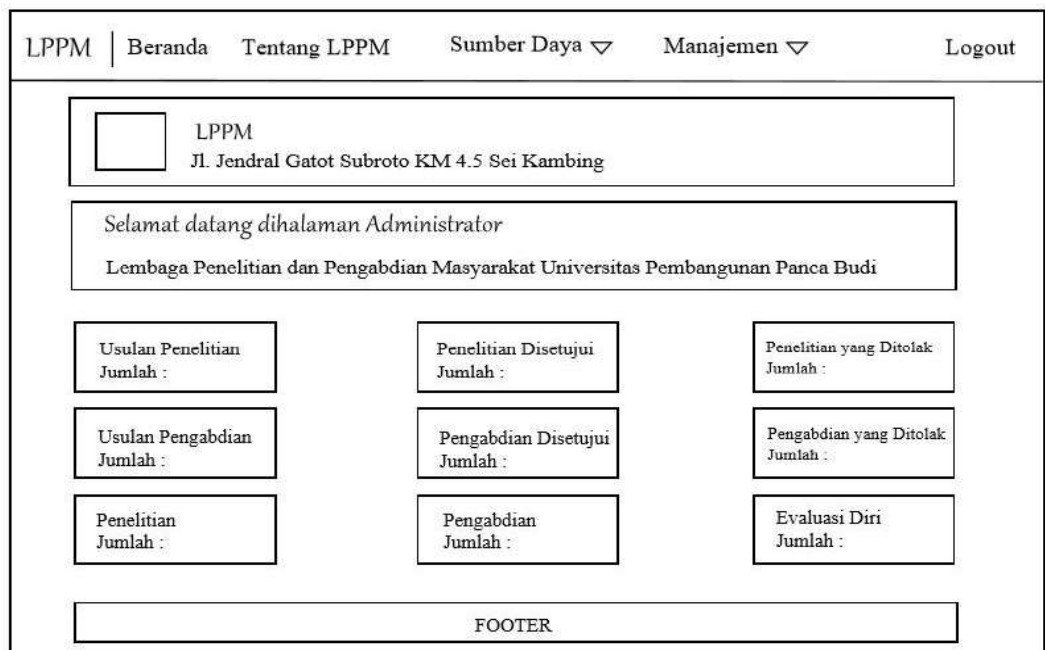 LPPM | Beranda Tentang LPPM Sumber Daya Manajemen Logout
LPPM
Jl. Jendral Gatot Subroto KM 4.5 Sei Kambing
Selamat datang dihalaman Administrator
Lembaga Penelitian dan Pengabdian Masyarakat Universitas Pembangunan Panca Budi
Usulan Penelitian
Jumlah :
Penelitian Disetujui
Jumlah :
Penelitian yang Ditolak
Jumlah :
Usulan Pengabdian
Jumlah :
Pengabdian Disetujui
Jumlah :
Pengabdian yang Ditolak
Jumlah :
Penelitian
Jumlah :
Pengabdian
Jumlah :
Evaluasi Diri
Jumlah :
FOOTER